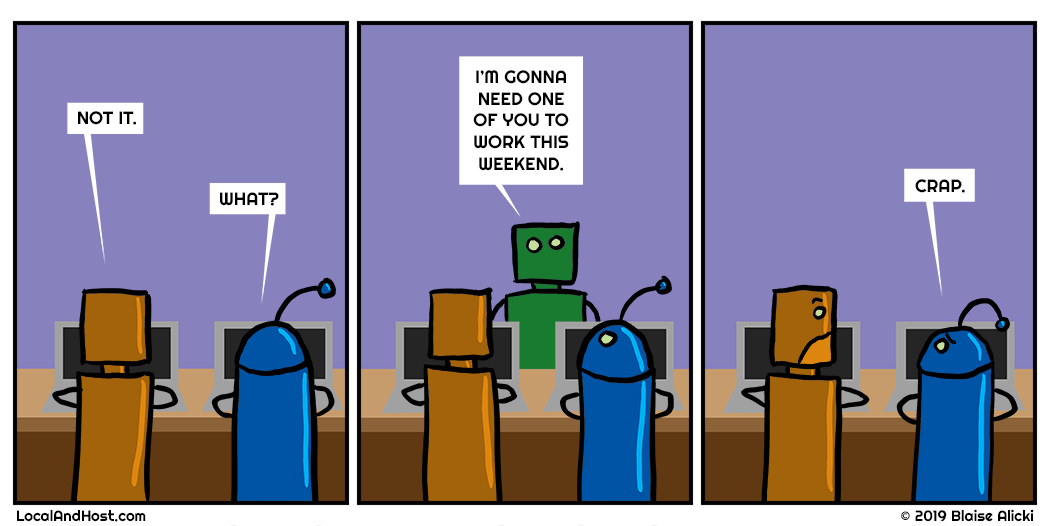 NOT IT.
WHAT?
I'M GONNA
NEED ONE
OF YOU TO
WORK THIS
WEEKEND.
CRAP.
LocalAndHost.com
© 2019 Blaise Alicki